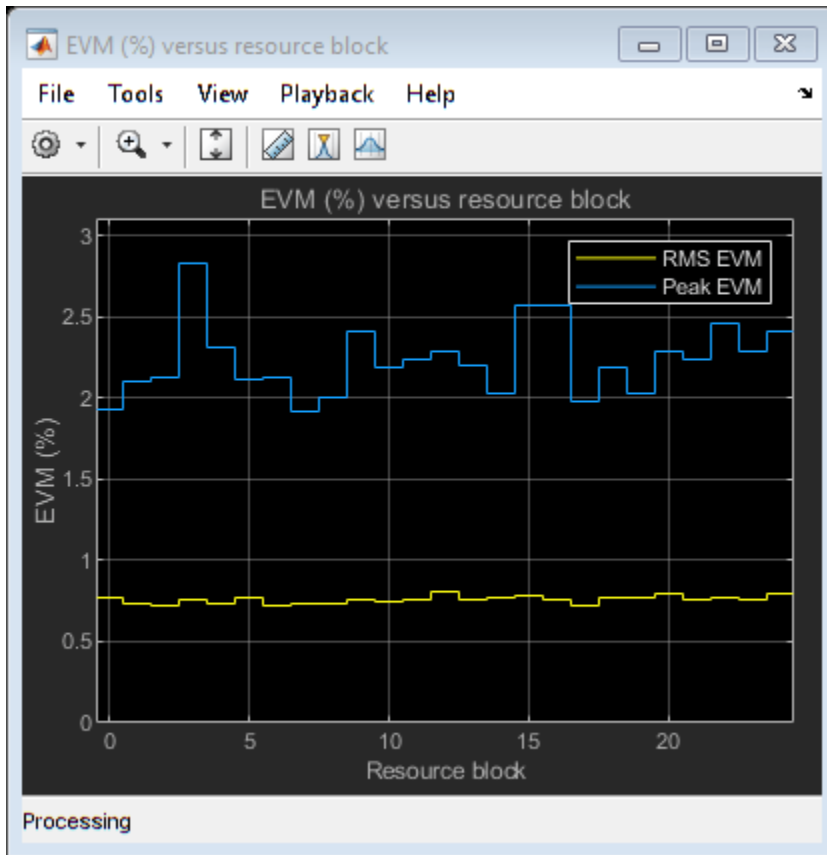 EVM (%) versus resource block
File Tools View Playback Help
EVM (%) versus resource block
RMS EVM
Peak EVM
3
2.5
2
1.5
1
0.5
0
EVM (%)
0 5 10 15 20
Resource block
Processing